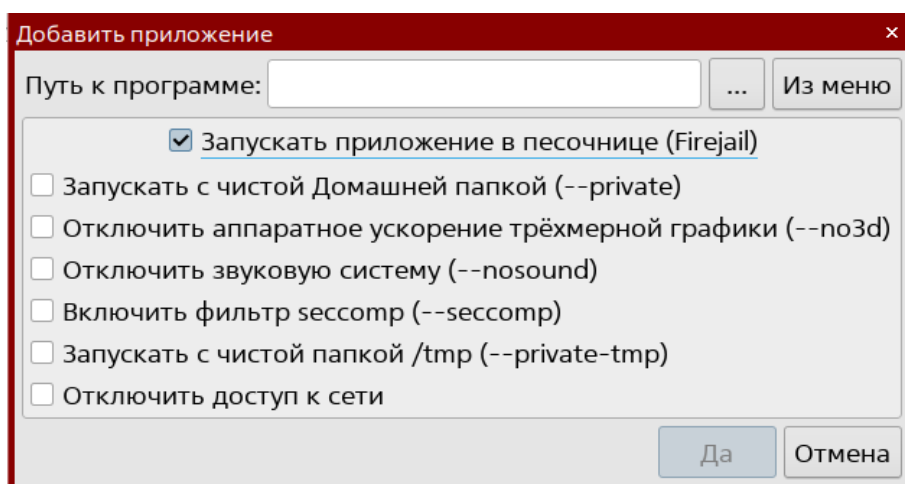 Добавить приложение ×
Путь к программе: ... Из меню
Запускать приложение в песочнице (Firejail)
Запускать с чистой Домашней папкой (--private)
Отключить аппаратное ускорение трёхмерной графики (--no3d)
Отключить звуковую систему (--nosound)
Включить фильтр seccomp (--seccomp)
Запускать с чистой папкой /tmp (--private-tmp)
Отключить доступ к сети
Да Отмена